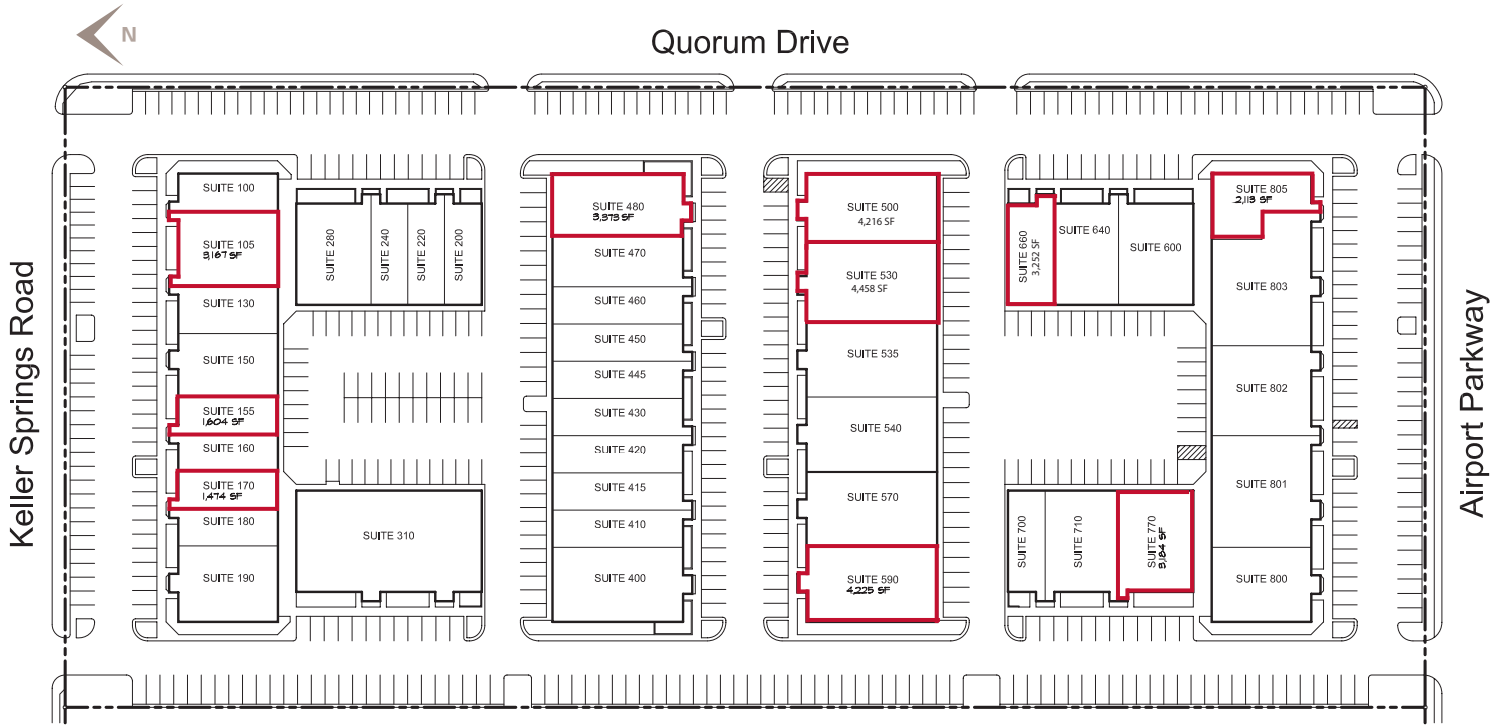 N
Quorum Drive
Keller Springs Road
Airport Parkway
SUITE 100
SUITE 105
3,167 SF
SUITE 130
SUITE 150
SUITE 155
1,604 SF
SUITE 160
SUITE 170
1,474 SF
SUITE 180
SUITE 190
SUITE 280
SUITE 240
SUITE 220
SUITE 200
SUITE 310
SUITE 480
3,373 SF
SUITE 470
SUITE 460
SUITE 450
SUITE 445
SUITE 430
SUITE 420
SUITE 415
SUITE 410
SUITE 400
SUITE 500
4,216 SF
SUITE 530
4,458 SF
SUITE 535
SUITE 540
SUITE 570
SUITE 590
4,225 SF
SUITE 660
3,252 SF
SUITE 640
SUITE 600
SUITE 700
SUITE 710
SUITE 770
3,184 SF
SUITE 805
2,113 SF
SUITE 803
SUITE 802
SUITE 801
SUITE 800